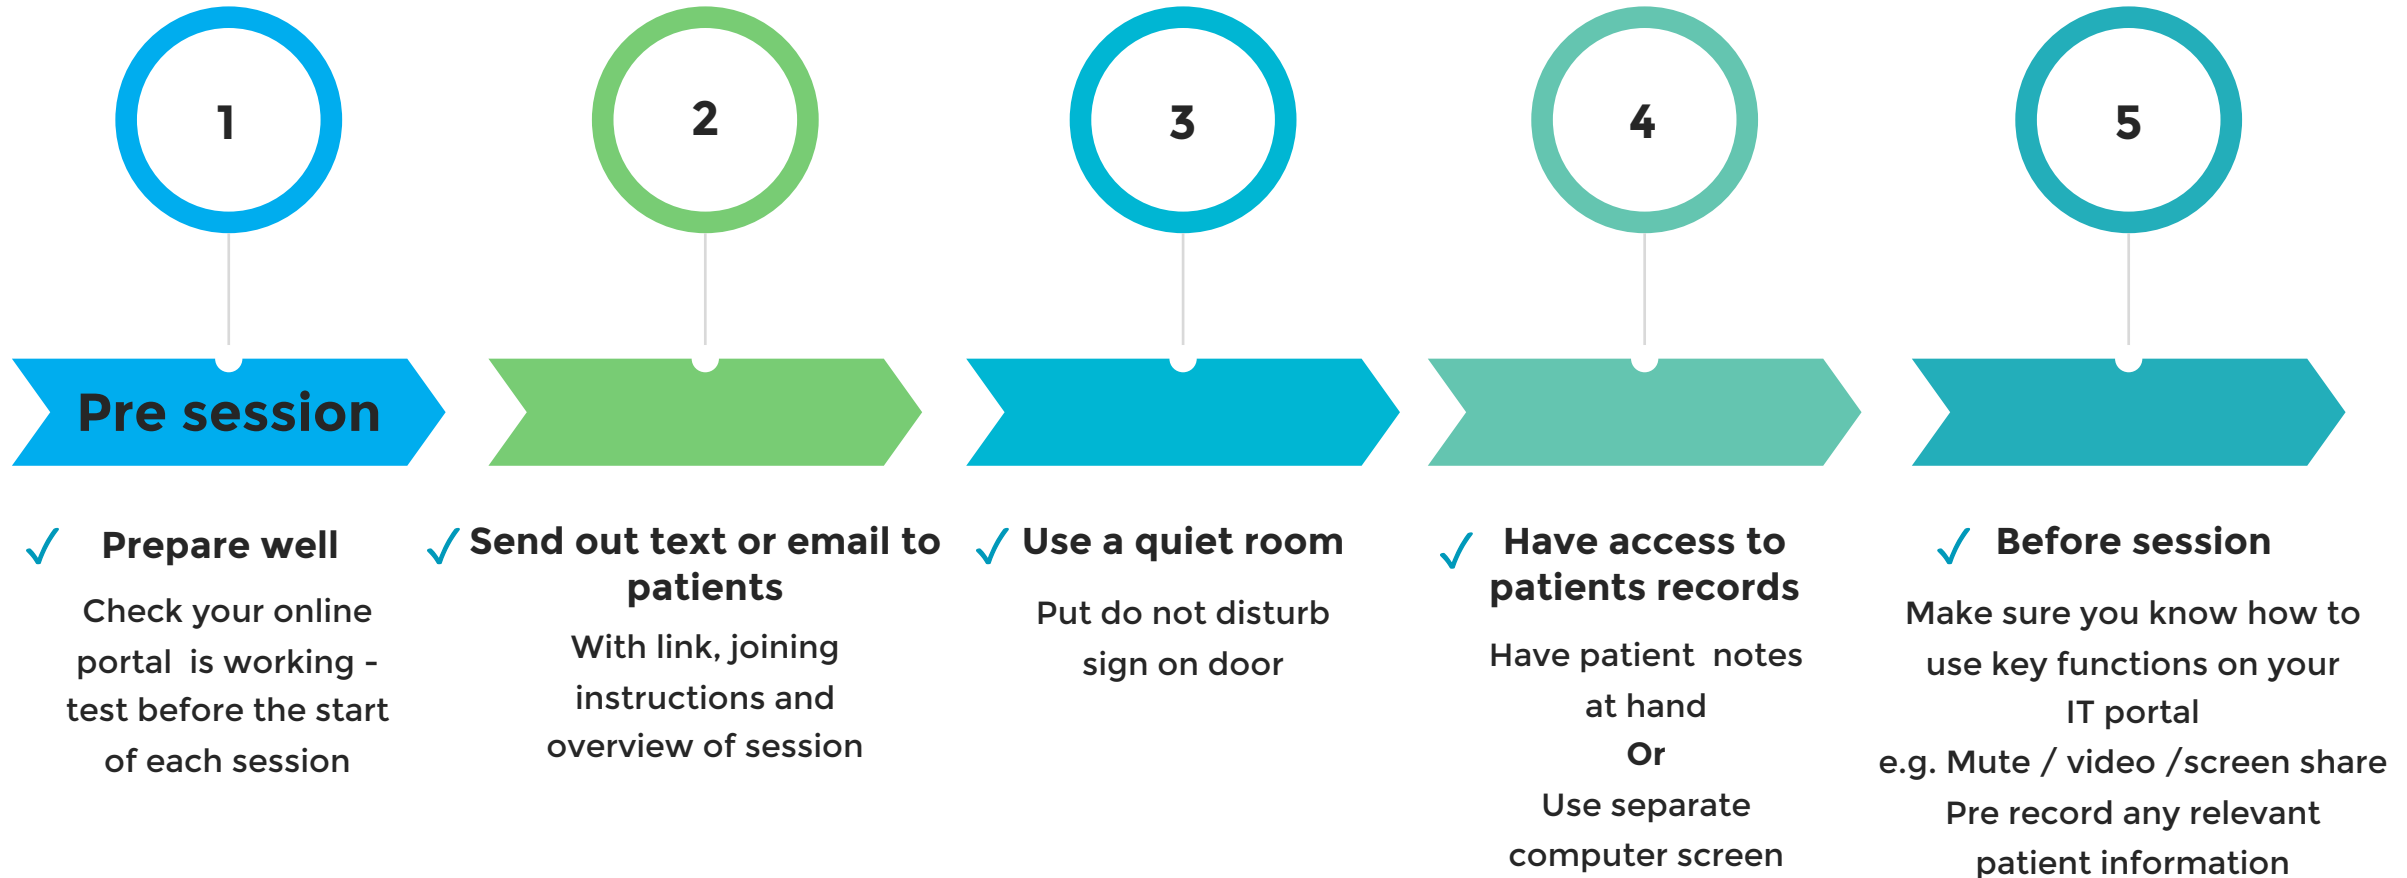 1
2
3
4
5
Pre session
Prepare well
Check your online
portal is working -
test before the start
of each session
Send out text or email to
patients
With link, joining
instructions and
overview of session
Use a quiet room
Put do not disturb
sign on door
Have access to
patients records
Have patient notes
at hand
Or
Use separate
computer screen
Before session
Make sure you know how to
use key functions on your
IT portal
e.g. Mute / video /screen share
Pre record any relevant
patient information